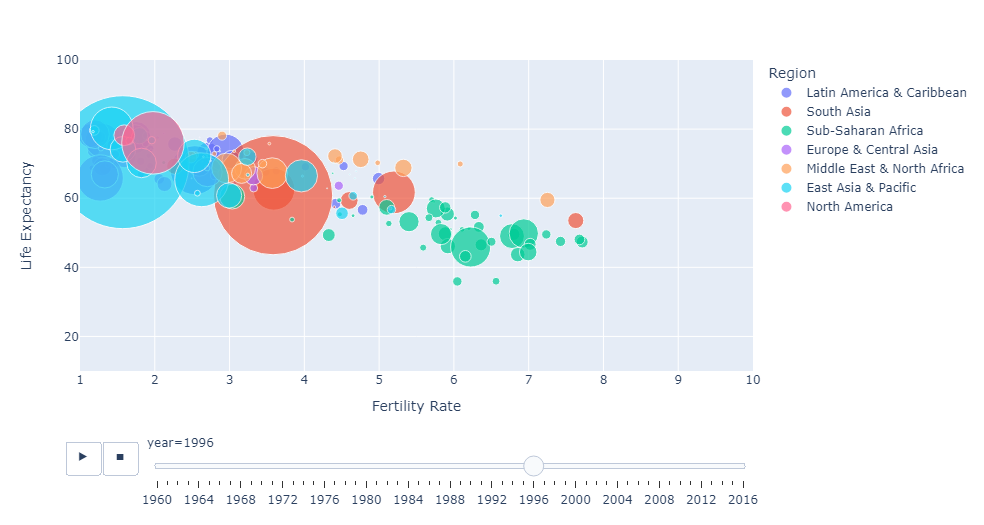 100
80
60
40
20
Life Expectancy
1 2 3 4 5 6 7 8 9 10
Fertility Rate
Region
Latin America & Caribbean
South Asia
Sub-Saharan Africa
Europe & Central Asia
Middle East & North Africa
East Asia & Pacific
North America
year=1996
1960 1964 1968 1972 1976 1980 1984 1988 1992 1996 2000 2004 2008 2012 2016